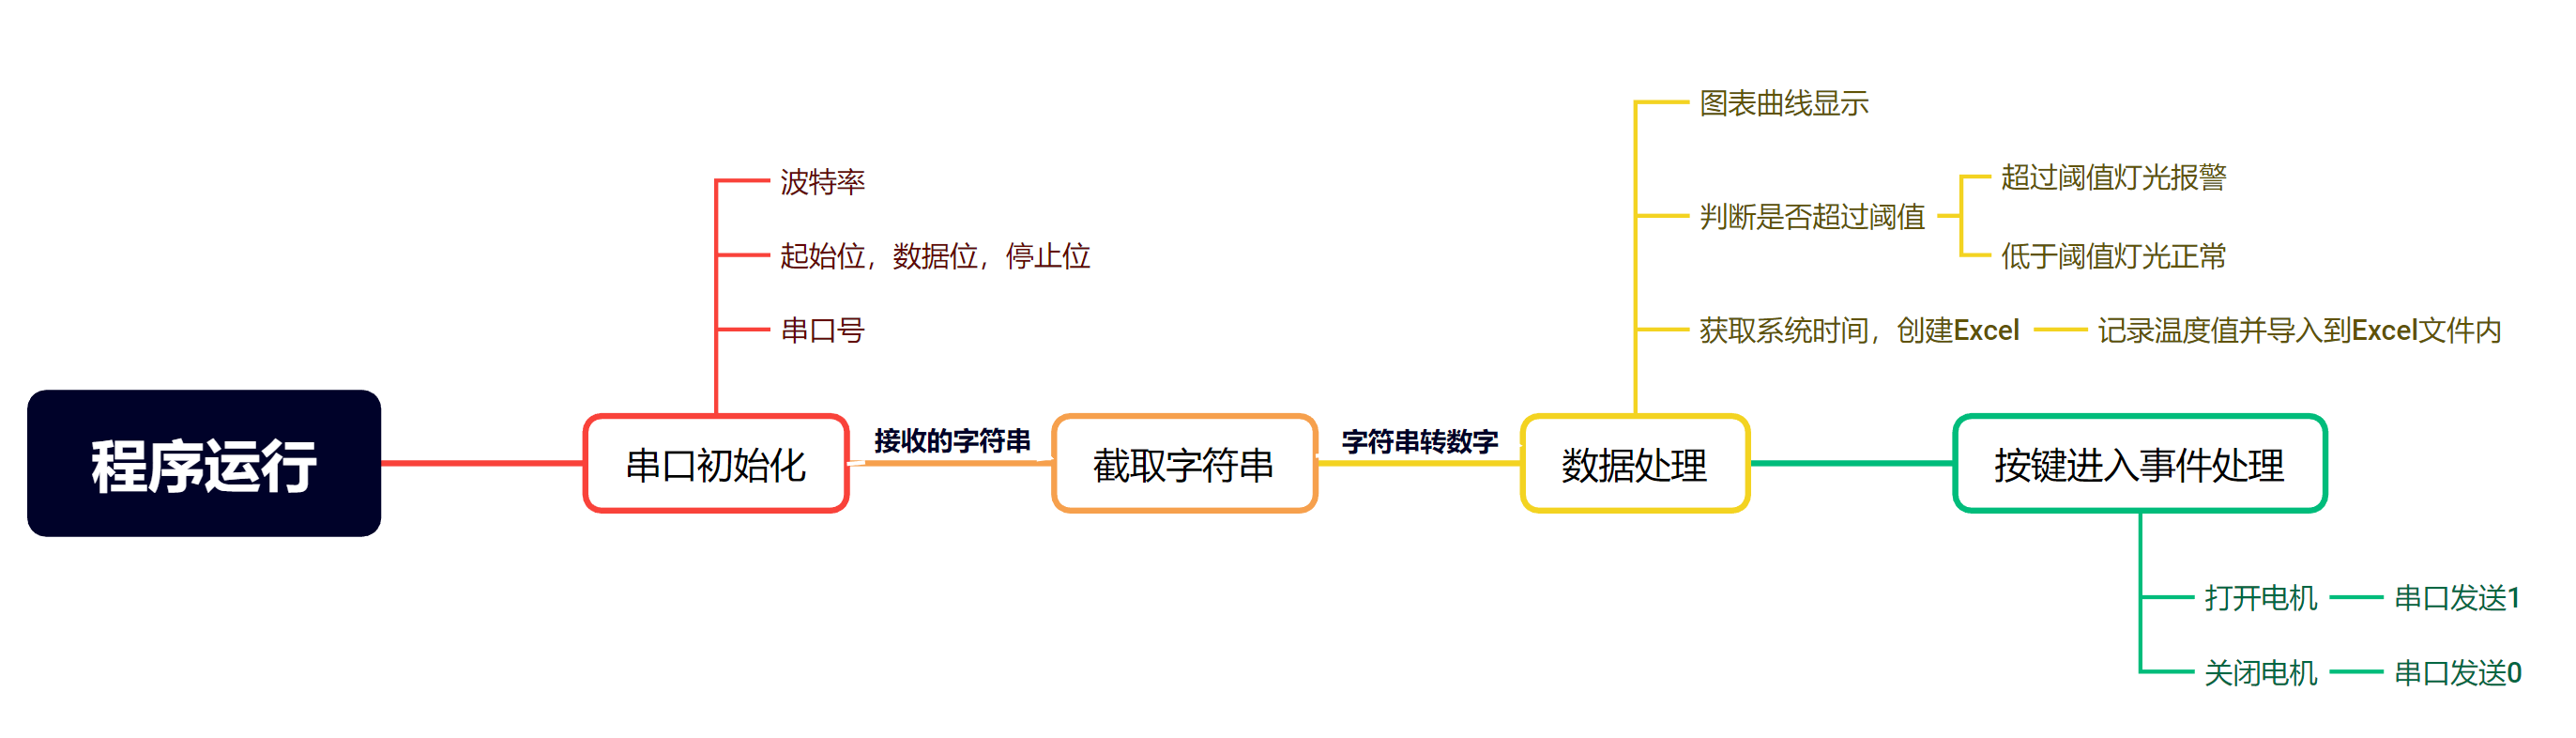 程序运行
串口初始化
波特率
起始位，数据位，停止位
串口号
接收的字符串
截取字符串
字符串转数字
数据处理
图表曲线显示
判断是否超过阈值
超过阈值灯光报警
低于阈值灯光正常
获取系统时间，创建Excel
记录温度值并导入到Excel文件内
按键进入事件处理
打开电机
串口发送1
关闭电机
串口发送0